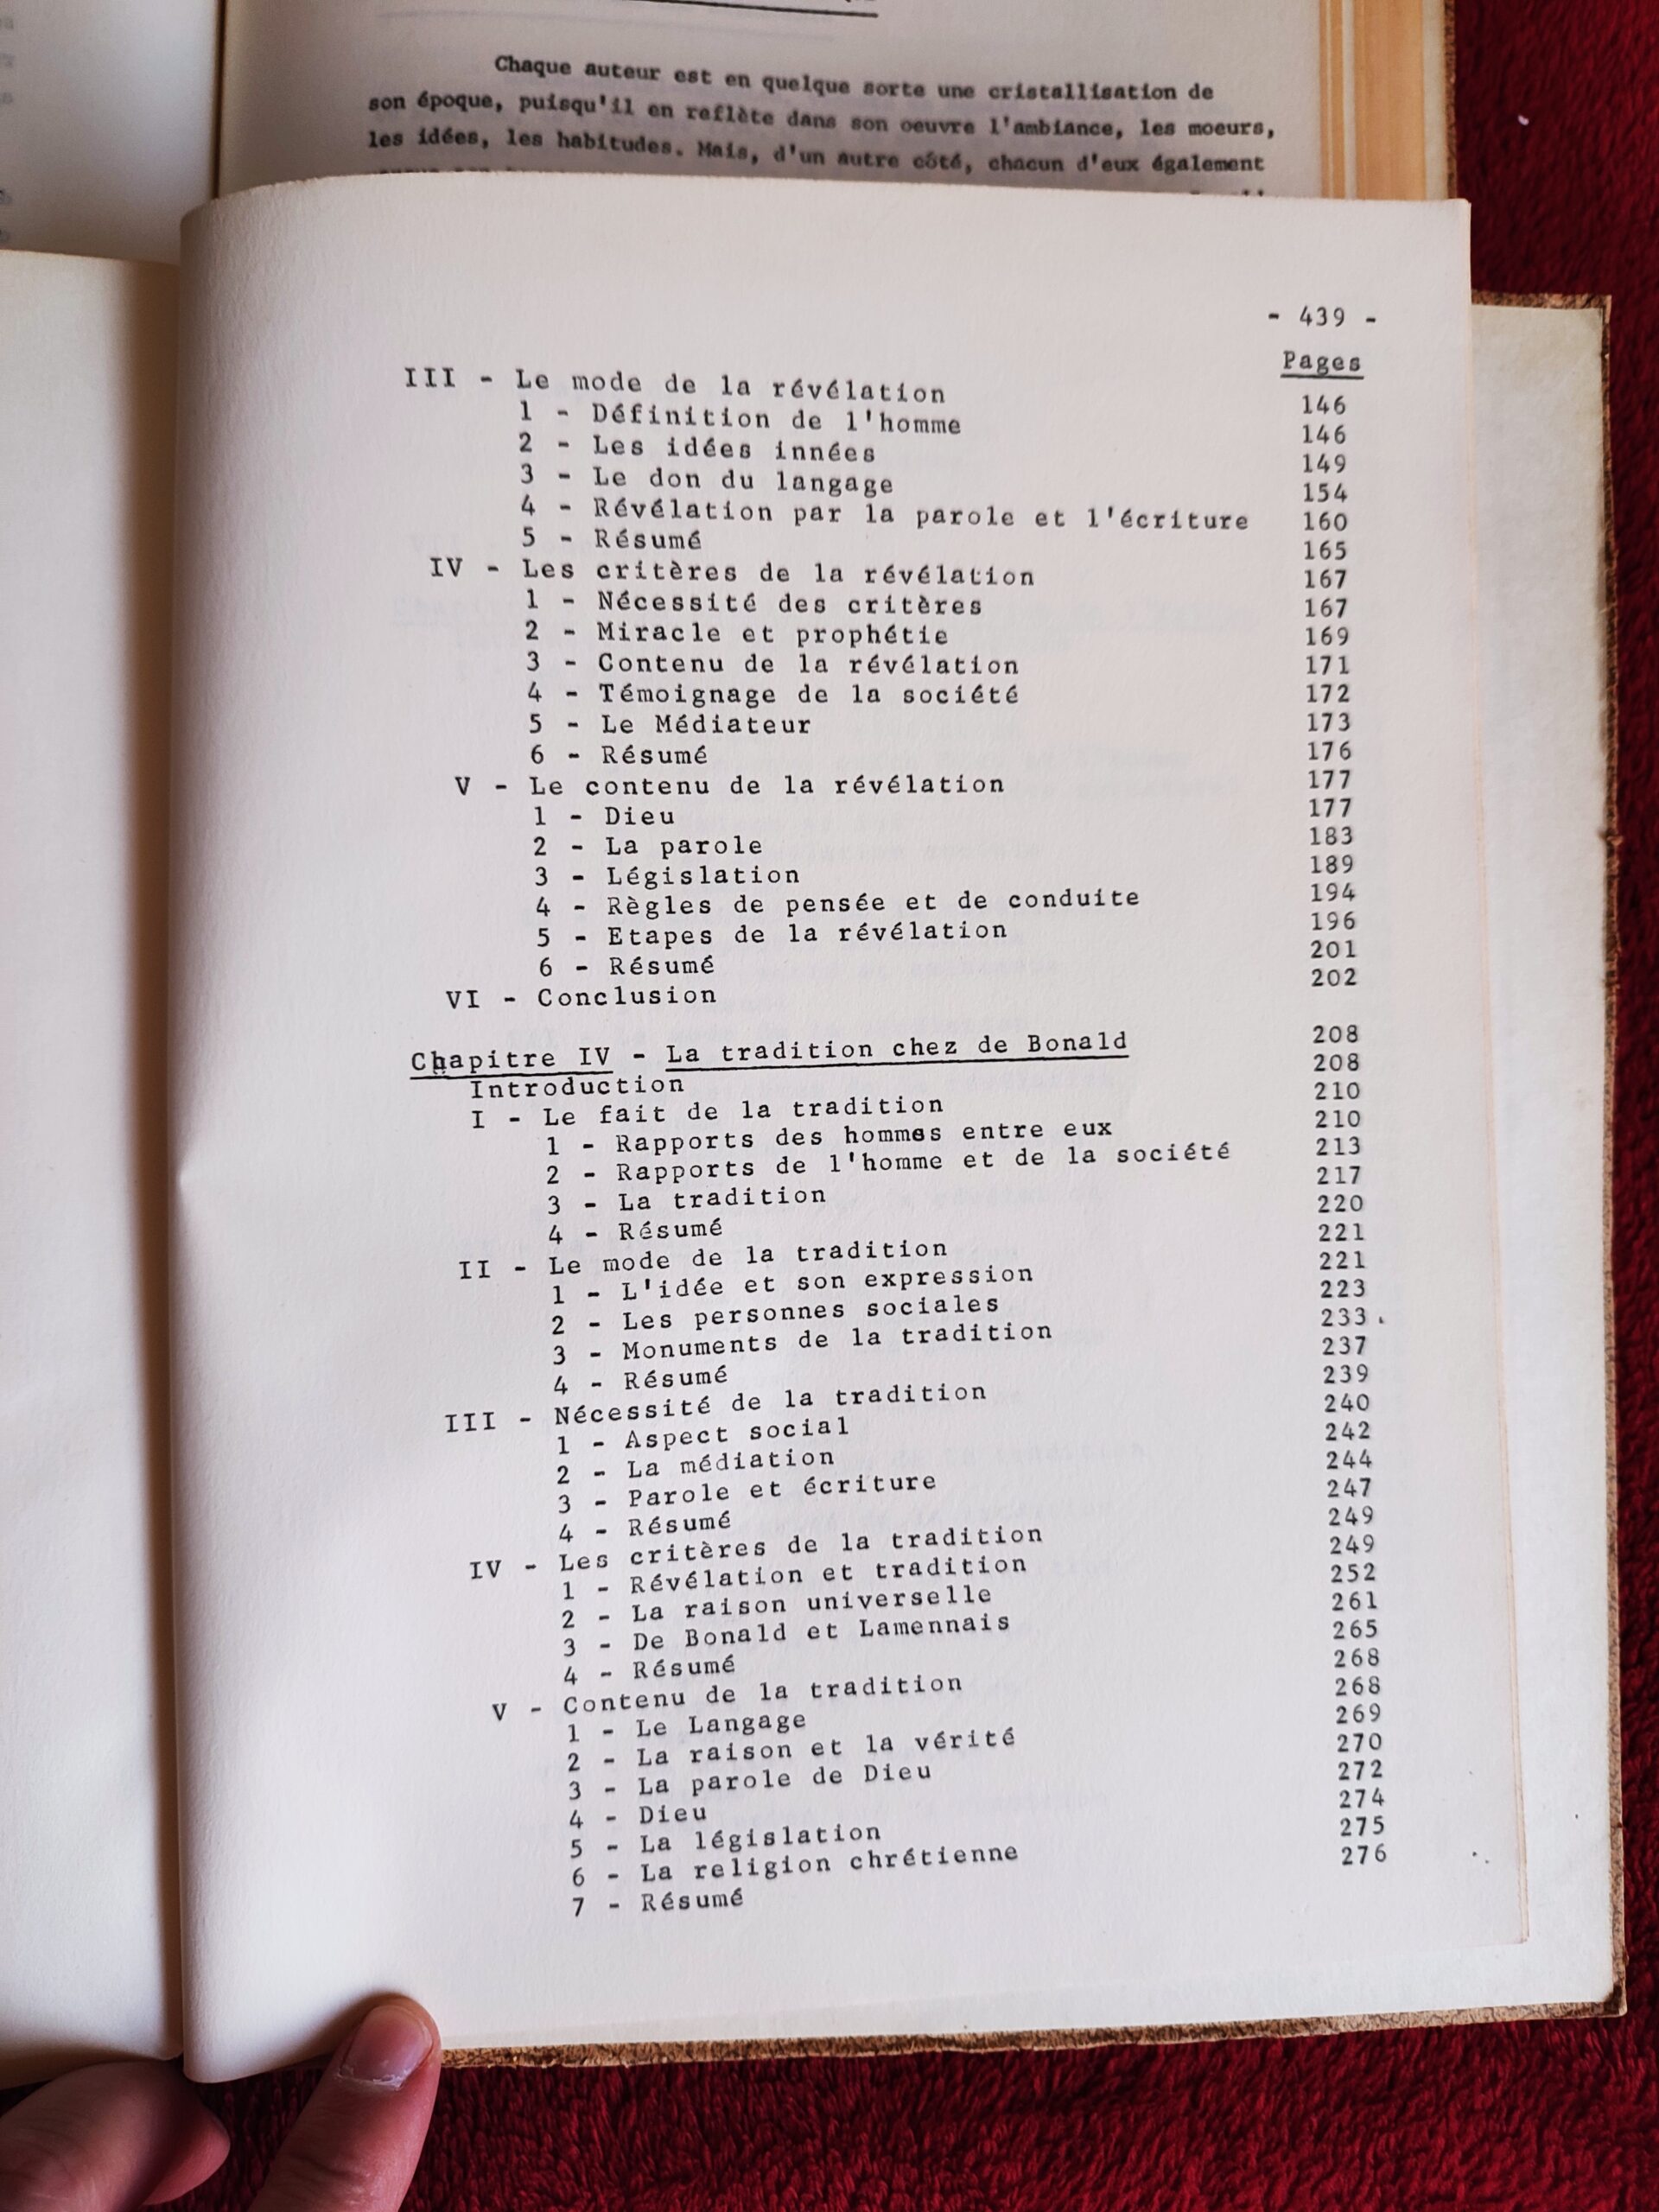 Chaque auteur est en quelque sorte une cristallisation de
son époque, puisqu'il en reflète dans son oeuvre l'ambiance, les moeurs,
les idées, les habitudes. Mais, d'un autre côté, chacun d'eux également
- 439 -
Pages
III - Le mode de la révélation 146
1 - Définition de l'homme 146
2 - Les idées innées 149
3 - Le don du langage 154
4 - Révélation par la parole et l'écriture 160
5 - Résumé 165
IV - Les critères de la révélation 167
1 - Nécessité des critères 167
2 - Miracle et prophétie 169
3 - Contenu de la révélation 171
4 - Témoignage de la société 172
5 - Le Médiateur 173
6 - Résumé 176
V - Le contenu de la révélation 177
1 - Dieu 177
2 - La parole 183
3 - Législation 189
4 - Règles de pensée et de conduite 194
5 - Etapes de la révélation 196
6 - Résumé 201
VI - Conclusion 202
Chapitre IV - La tradition chez de Bonald 208
Introduction 208
I - Le fait de la tradition 210
1 - Rapports des hommes entre eux 210
2 - Rapports de l'homme et de la société 213
3 - La tradition 217
4 - Résumé 220
II - Le mode de la tradition 221
1 - L'idée et son expression 221
2 - Les personnes sociales 223
3 - Monuments de la tradition 233
4 - Résumé 237
III - Nécessité de la tradition 239
1 - Aspect social 240
2 - La médiation 242
3 - Parole et écriture 244
4 - Résumé 247
IV - Les critères de la tradition 249
1 - Révélation et tradition 249
2 - La raison universelle 252
3 - De Bonald et Lamennais 261
4 - Résumé 265
V - Contenu de la tradition 268
1 - Le Langage 268
2 - La raison et la vérité 269
3 - La parole de Dieu 270
4 - Dieu 272
5 - La législation 274
6 - La religion chrétienne 275
7 - Résumé 276